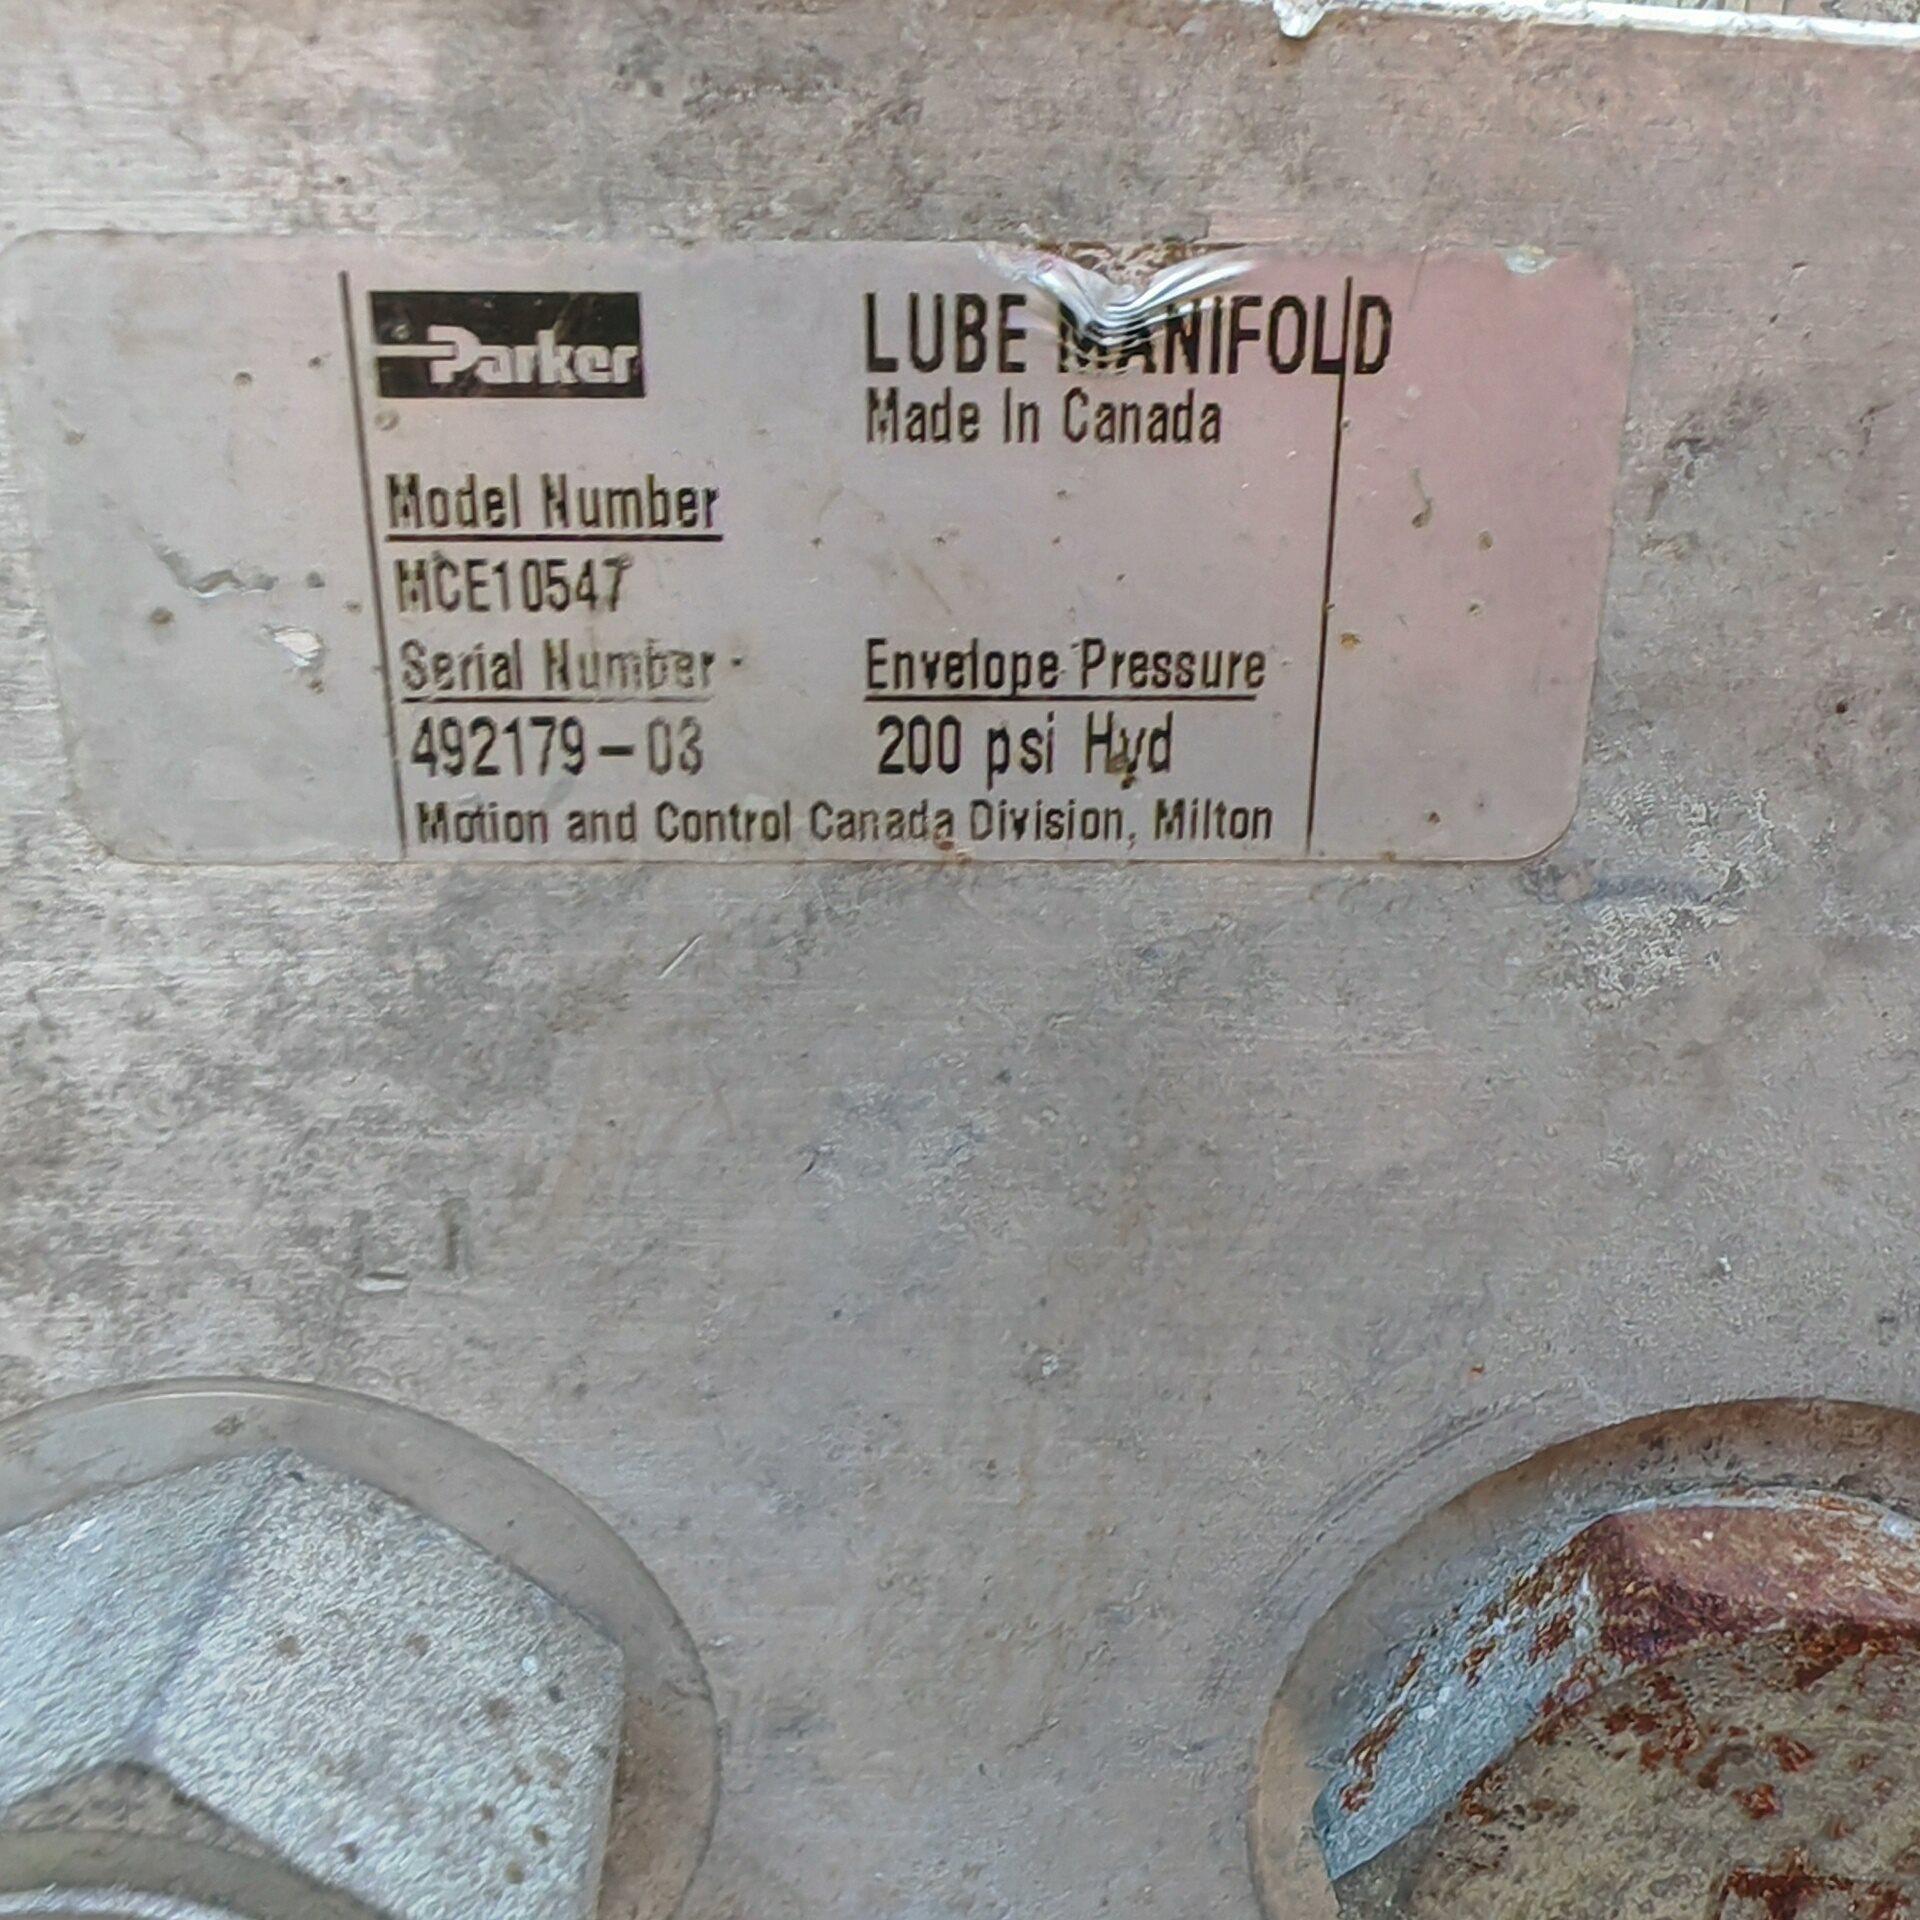 Parker
LUBE MANIFOLD
Made In Canada
Model Number
MCE10547
Serial Number
Envelope Pressure
492179-03
200 psi Hyd
Motion and Control Canada Division, Milton